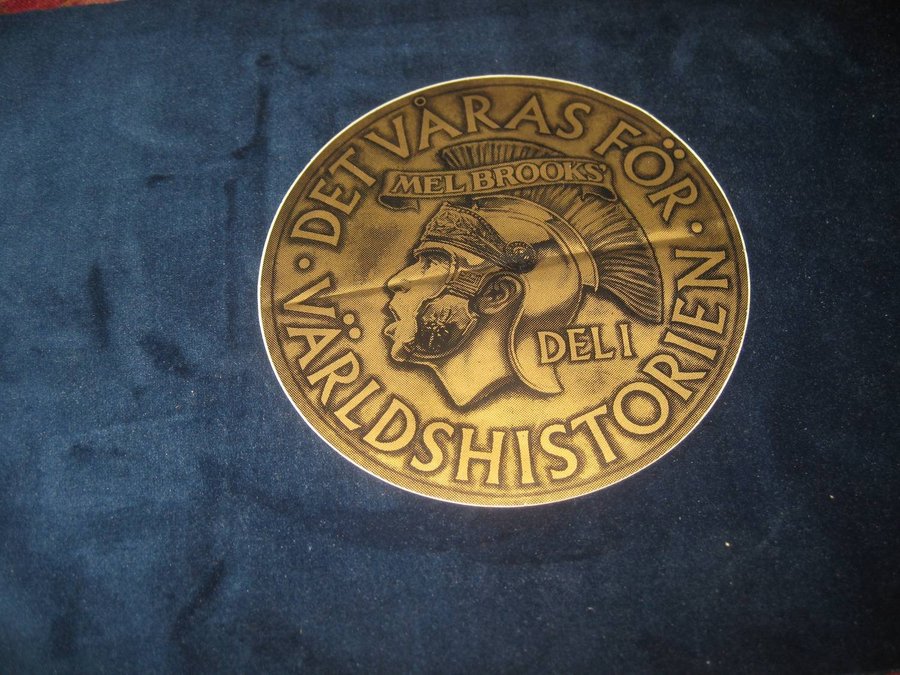 DET VÅRAS FÖR
MEL BROOKS'
DEL I
VÄRLDSHISTORIEN